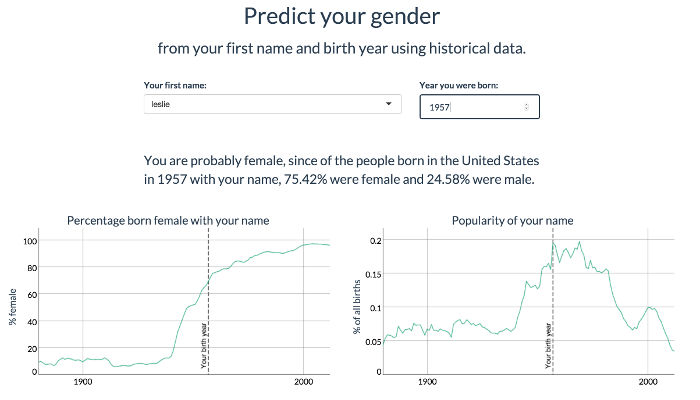 Predict your gender
from your first name and birth year using historical data.
Your first name:
Year you were born:
leslie
1957
You are probably female, since of the people born in the United States
in 1957 with your name, 75.42% were female and 24.58% were male.
Percentage born female with your name
100
80
60
40
20
0
% female
Your birth year
1900
2000
Popularity of your name
0.2
0.15
0.1
0.05
0
% of all births
Your birth year
1900
2000